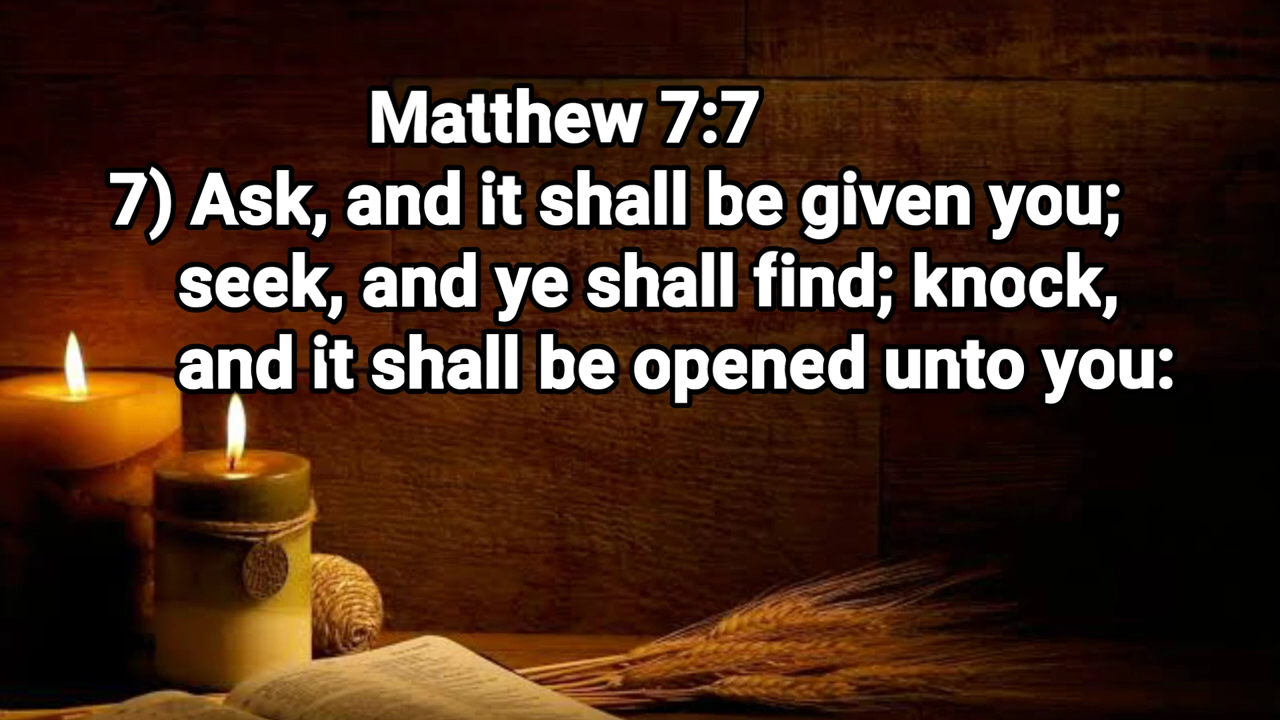 Matthew 7:7
7) Ask, and it shall be given you;
seek, and ye shall find; knock,
and it shall be opened unto you: